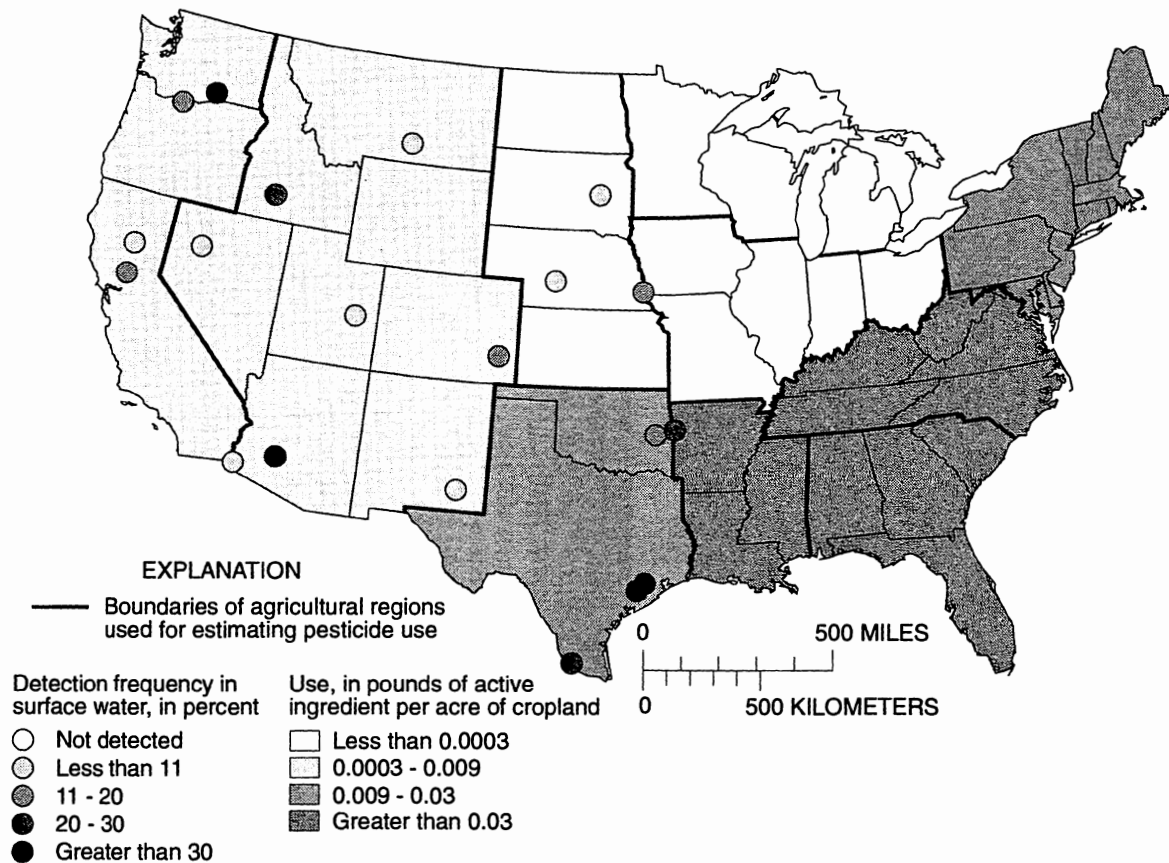 EXPLANATION
Boundaries of agricultural regions
used for estimating pesticide use
0 500 MILES
0 500 KILOMETERS
Detection frequency in
surface water, in percent
Not detected
Less than 11
11 - 20
20 - 30
Greater than 30
Use, in pounds of active
ingredient per acre of cropland
Less than 0.0003
0.0003 - 0.009
0.009 - 0.03
Greater than 0.03